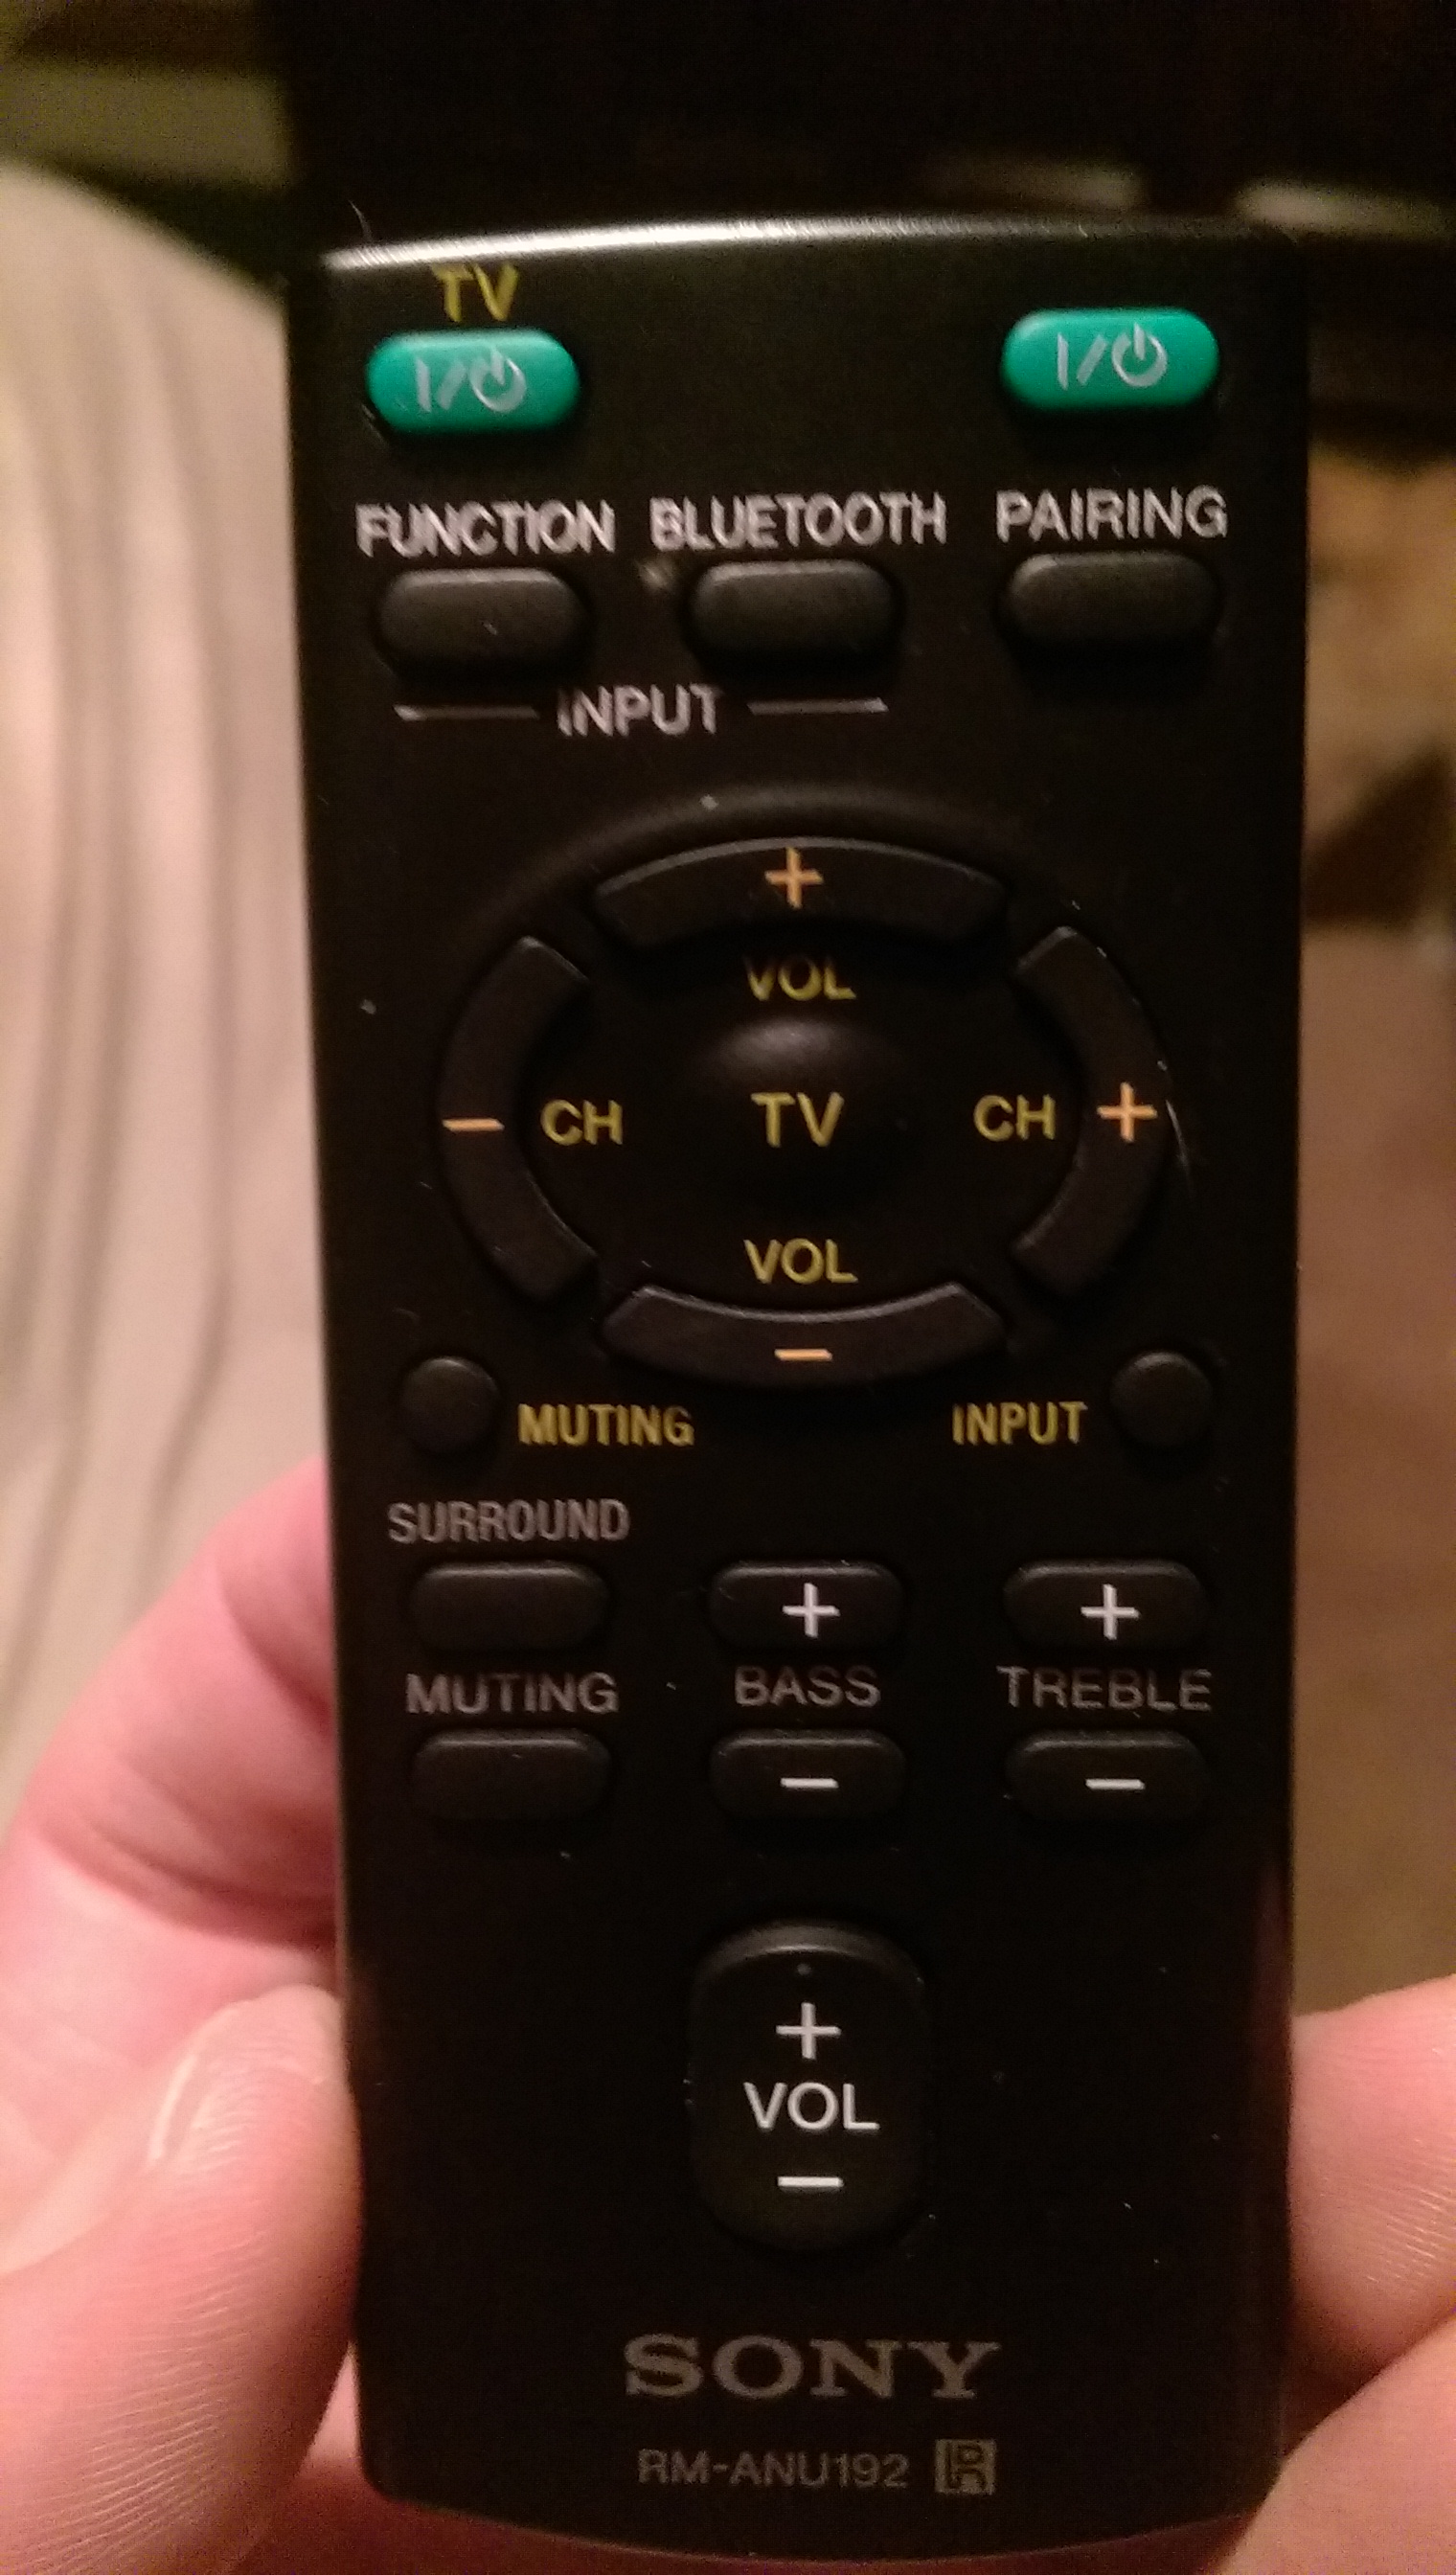 TV
I/⏻ I/⏻
FUNCTION BLUETOOTH PAIRING
INPUT
+
VOL
− CH TV CH +
VOL
−
MUTING INPUT
SURROUND
+ +
MUTING BASS TREBLE
− −
+
VOL
−
SONY
RM-ANU192 R